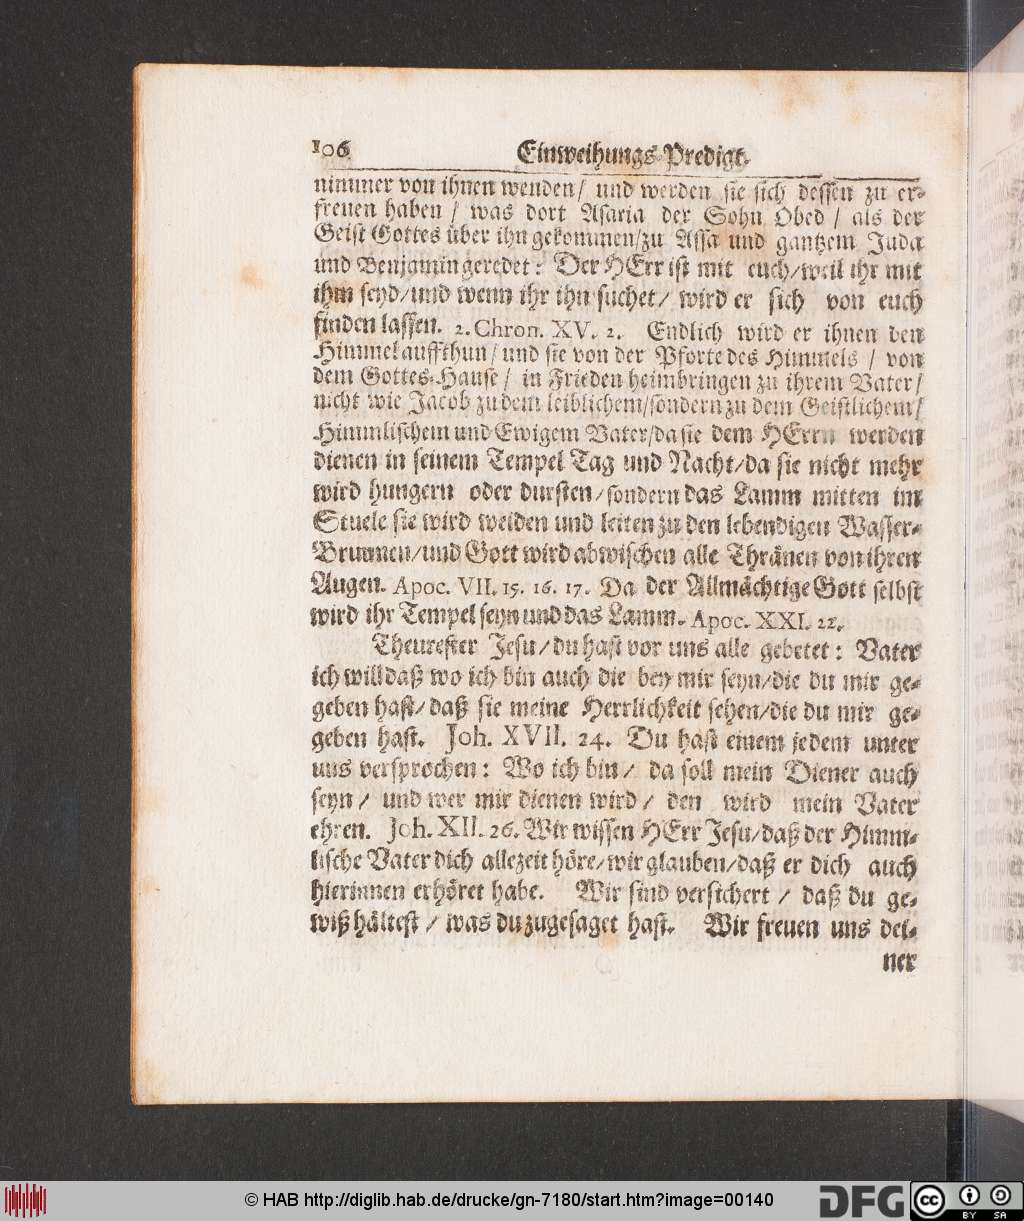 106 Einweihungs-Predigt.
nimmer von ihnen wenden/ und werden sie sich dessen zu er-
freuen haben/ was dort Asaria der Sohn Obed/ als der
Geist Gottes über ihn gekommen/zu Assa und gantzem Juda
und Benjamin geredet: Der HErr ist mit euch/weil ihr mit
ihm seyd/und wenn ihr ihn suchet/ wird er sich von euch
finden lassen. 2. Chron. XV. 2. Endlich wird er ihnen den
Himmel auffthun/ und sie von der Pforte des Himmels / von
dem Gottes-Hause/ in Frieden heimbringen zu ihrem Vater/
nicht wie Jacob zu dem leiblichem/sondern zu dem Geistlichem/
Himmlischem und Ewigem Vater/da sie dem HErrn werden
dienen in seinem Tempel Tag und Nacht/da sie nicht mehr
wird hungern oder dursten/sondern das Lamm mitten im
Stuele sie wird weiden und leiten zu den lebendigen Wasser-
Brunnen/und Gott wird abwischen alle Thränen von ihren
Augen. Apoc. VII. 15. 16. 17. Da der Allmächtige Gott selbst
wird ihr Tempel seyn und das Lamm. Apoc. XXI. 22.
Theurester Jesu/du hast vor uns alle gebetet: Vater
ich will daß wo ich bin auch die bey mir seyn/die du mir ge-
geben hast/daß sie meine Herrlichkeit sehen/die du mir ge-
geben hast. Joh. XVII. 24. Du hast einem jedem unter
uns versprochen: Wo ich bin/ da soll mein Diener auch
seyn/ und wer mir dienen wird/ den wird mein Vater
ehren. Joh. XII. 26. Wir wissen HErr Jesu/daß der Himm-
lische Vater dich allezeit höre/wir glauben/daß er dich auch
hierinnen erhöret habe. Wir sind versichert / daß du ge-
wiß hältest / was du zugesaget hast. Wir freuen uns dei-
ner
© HAB http://diglib.hab.de/drucke/gn-7180/start.htm?image=00140
DFG
cc BY SA